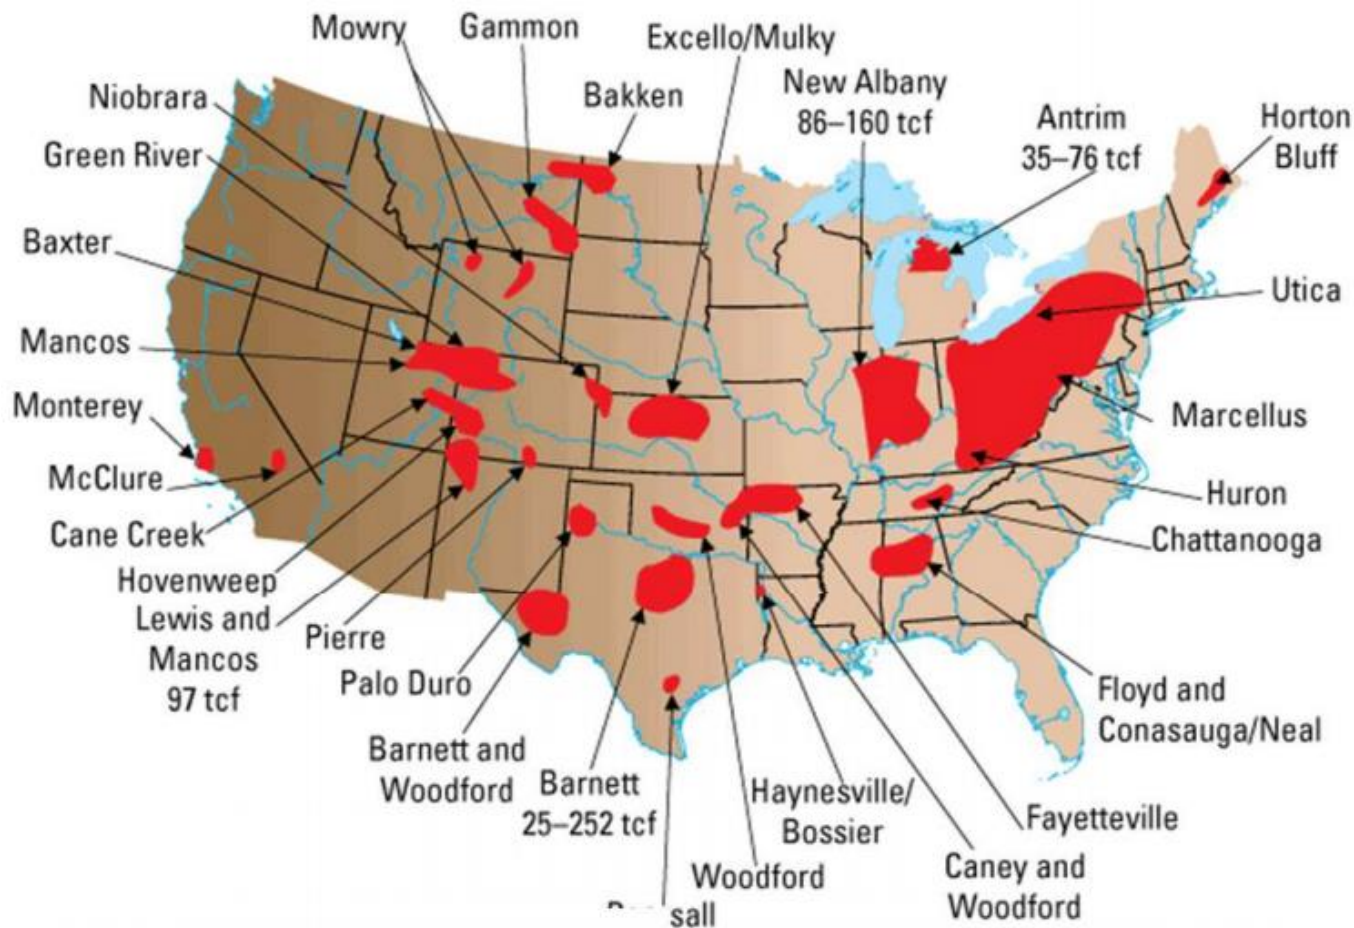 Mowry
Gammon
Excello/Mulky
Niobrara
Bakken
New Albany
86–160 tcf
Antrim
35–76 tcf
Horton
Bluff
Green River
Baxter
Utica
Mancos
Monterey
Marcellus
McClure
Huron
Cane Creek
Chattanooga
Hovenweep
Lewis and
Mancos
97 tcf
Pierre
Palo Duro
Floyd and
Conasauga/Neal
Barnett and
Woodford
Barnett
25–252 tcf
Haynesville/
Bossier
Fayetteville
Woodford
Caney and
Woodford
sall